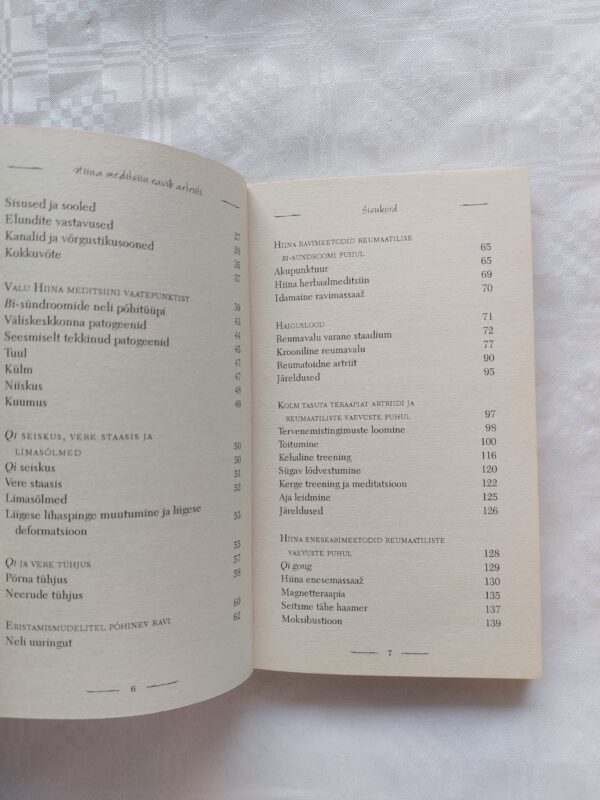 Hiina meditsiin ravib artriiti
Sisused ja sooled 27
Elundite vastavused 28
Kanalid ja võrgustikusooned 35
Kokkuvõte 37
Valu Hiina meditsiini vaatepunktist 39
Bi-sündroomide neli põhitüüpi 43
Väliskeskkonna patogeenid 44
Seesmiselt tekkinud patogeenid 45
Tuul 47
Külm 47
Niiskus 48
Kuumus 49
Qi seiskus, vere staasis ja
limasõlmed 50
Qi seiskus 50
Vere staasis 51
Limasõlmed 52
Liigese lihaspinge muutumine ja liigese
deformatsioon 53
Qi ja vere tühjus 55
Põrna tühjus 57
Neerude tühjus 58
Eristamismudelitel põhinev ravi 60
Neli uuringut 62
6
Sisukord
Hiina ravimeetodid reumaatilise
bi-sündroomi puhul 65
Akupunktuur 65
Hiina herbaalmeditsiin 69
Idamaine ravimassaaž 70
Haiguslood 71
Reumavalu varane staadium 72
Krooniline reumavalu 77
Reumatoidne artriit 90
Järeldused 95
Kolm tasuta teraapiat artriidi ja
reumaatiliste vaevuste puhul 97
Tervenemistingimuste loomine 98
Toitumine 100
Kehaline treening 116
Sügav lõdvestumine 120
Kerge treening ja meditatsioon 122
Aja leidmine 125
Järeldused 126
Hiina eneseabimeetodid reumaatiliste
vaevuste puhul 128
Qi gong 129
Hiina enesemassaaž 130
Magnetteraapia 135
Seitsme tähe haamer 137
Moksibustioon 139
7